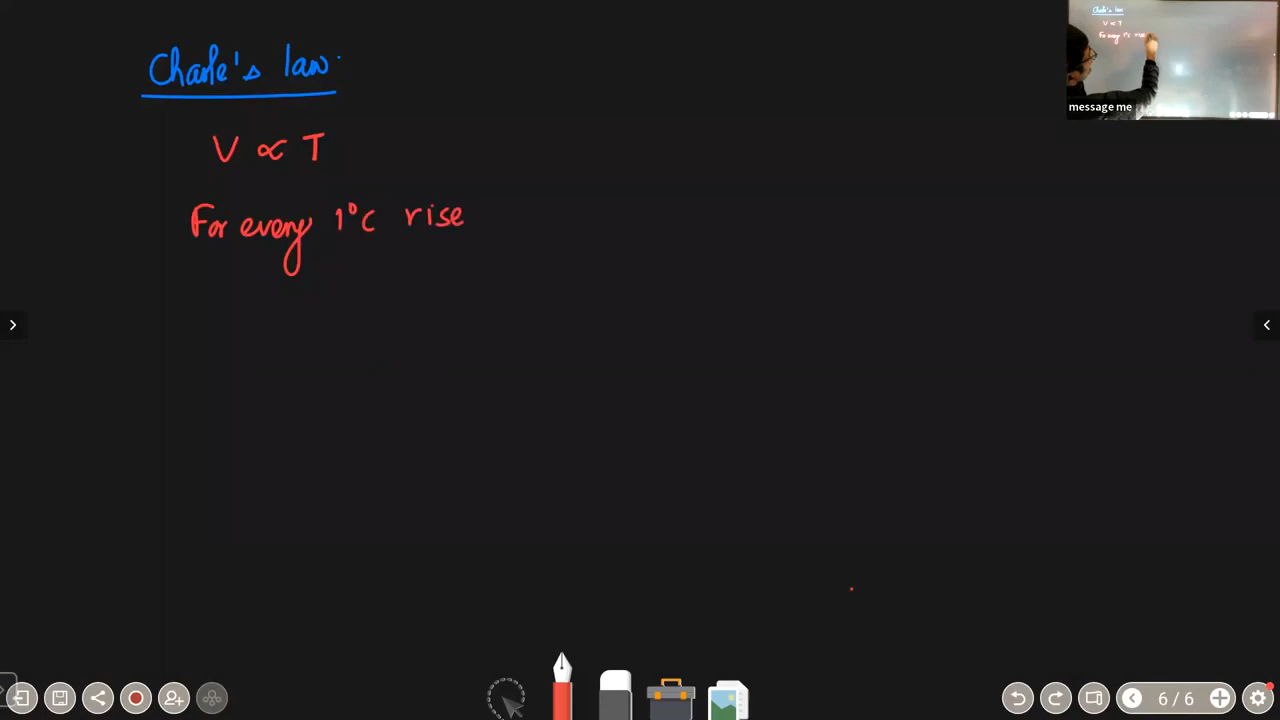 Charle's law.
V ∝ T
For every 1°C rise
message me
6 / 6